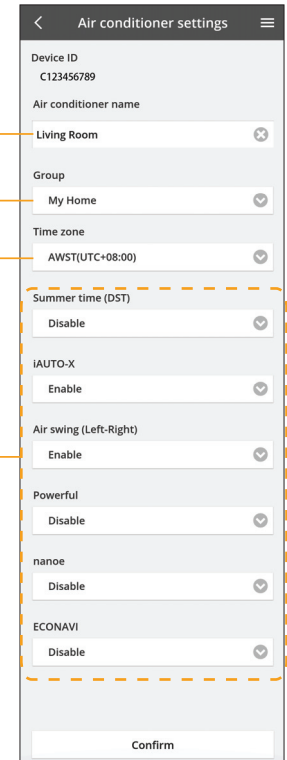 Air conditioner settings
Device ID
C123456789
Air conditioner name
Living Room
Group
My Home
Time zone
AWST(UTC+08:00)
Summer time (DST)
Disable
iAUTO-X
Enable
Air swing (Left-Right)
Enable
Powerful
Disable
nanoe
Disable
ECONAVI
Disable
Confirm